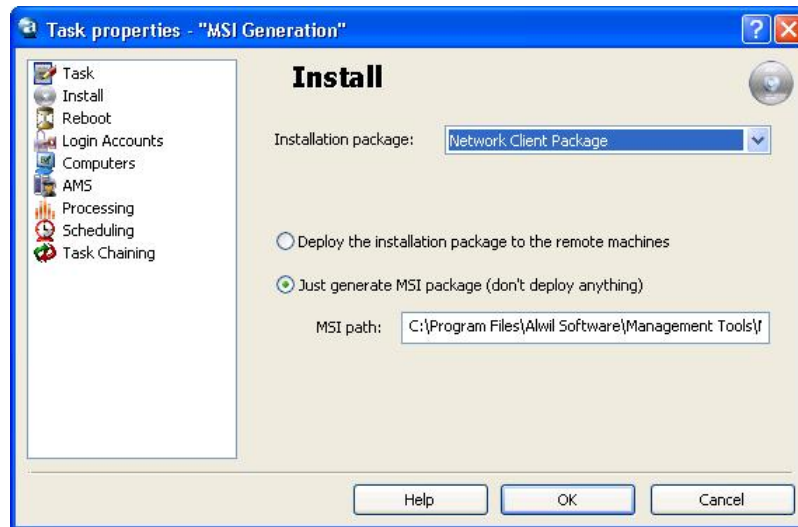 Task properties - "MSI Generation"
Task
Install
Reboot
Login Accounts
Computers
AMS
Processing
Scheduling
Task Chaining
Install
Installation package:
Network Client Package
Deploy the installation package to the remote machines
Just generate MSI package (don't deploy anything)
MSI path:
C:\Program Files\Alwil Software\Management Tools\
Help
OK
Cancel